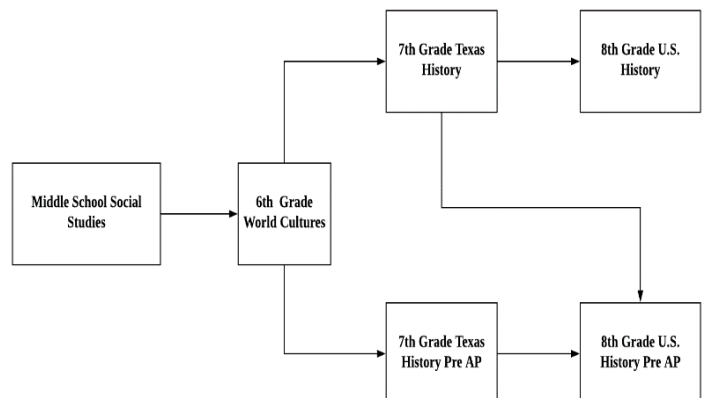 7th Grade Texas
History
8th Grade U.S.
History
Middle School Social
Studies
6th Grade
World Cultures
7th Grade Texas
History Pre AP
8th Grade U.S.
History Pre AP